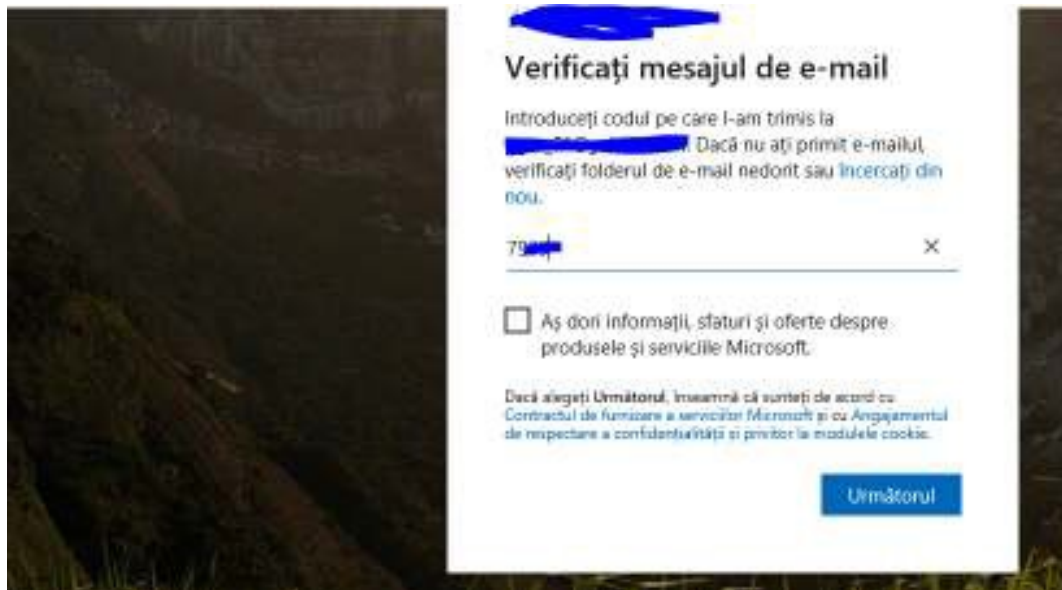 Verificați mesajul de e-mail
Introduceți codul pe care l-am trimis la
Dacă nu ați primit e-mailul,
verificați folderul de e-mail nedorit sau încercați din
nou.
79
Aș dori informații, sfaturi și oferte despre
produsele și serviciile Microsoft.
Dacă alegeți Următorul, înseamnă că sunteți de acord cu
Contractul de furnizare a serviciilor Microsoft și cu Angajamentul
de respectare a confidențialității și privitor la modulele cookie.
Următorul